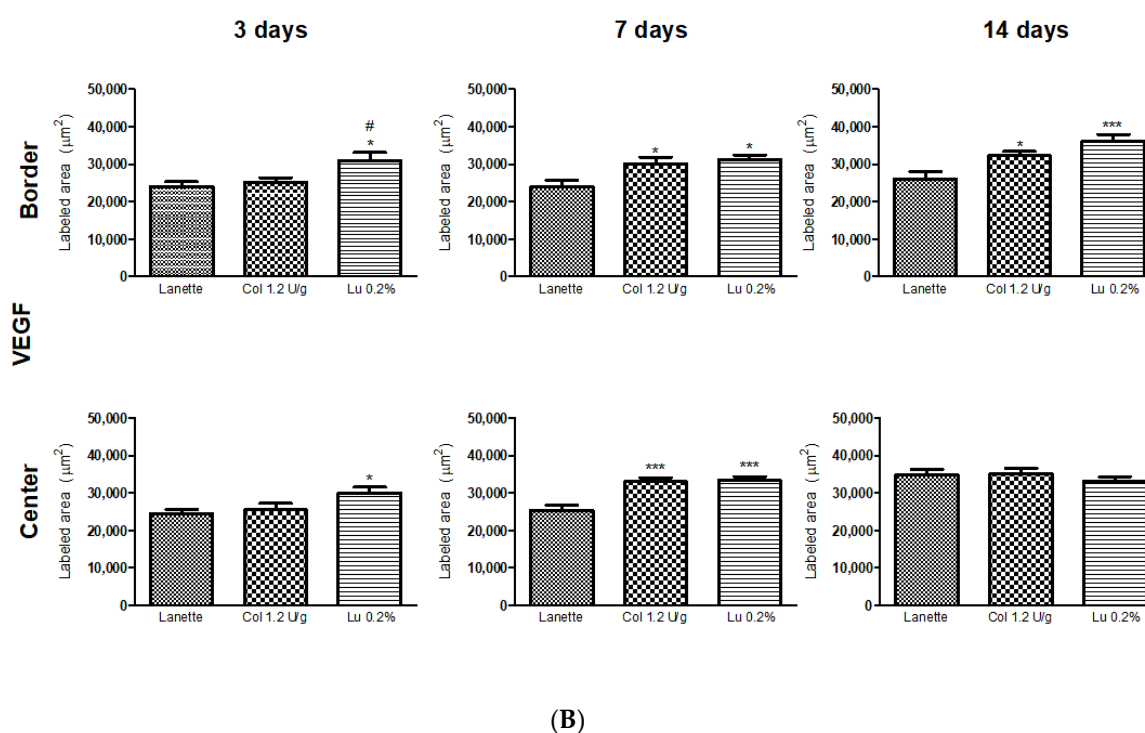 3 days
7 days
14 days
VEGF
Border
Labeled area (μm²)
50,000
40,000
30,000
20,000
10,000
0
#
*
Lanette
Col 1.2 U/g
Lu 0.2%
Labeled area (μm²)
50,000
40,000
30,000
20,000
10,000
0
*
*
Lanette
Col 1.2 U/g
Lu 0.2%
Labeled area (μm²)
50,000
40,000
30,000
20,000
10,000
0
*
***
Lanette
Col 1.2 U/g
Lu 0.2%
Center
Labeled area (μm²)
50,000
40,000
30,000
20,000
10,000
0
*
Lanette
Col 1.2 U/g
Lu 0.2%
Labeled area (μm²)
50,000
40,000
30,000
20,000
10,000
0
***
***
Lanette
Col 1.2 U/g
Lu 0.2%
Labeled area (μm²)
50,000
40,000
30,000
20,000
10,000
0
Lanette
Col 1.2 U/g
Lu 0.2%
(B)